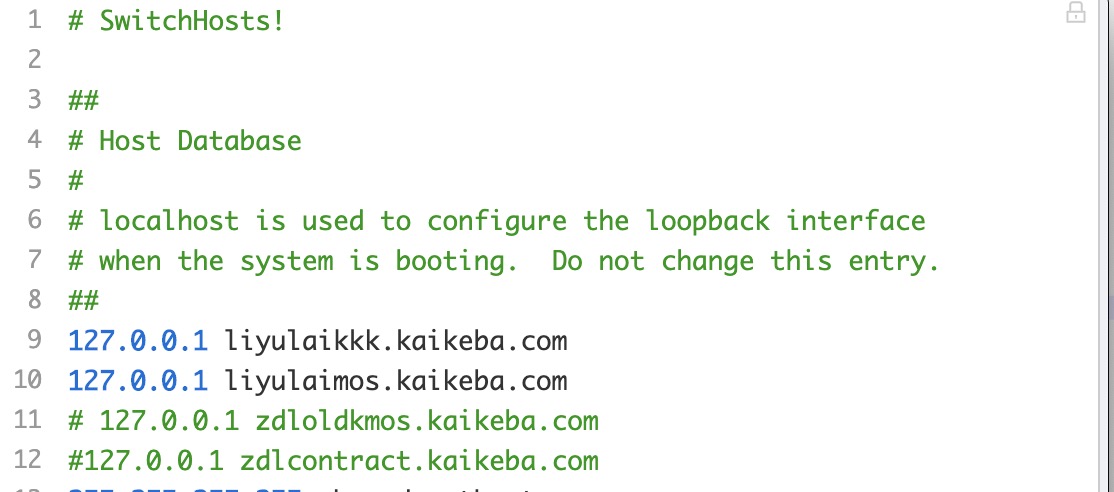 1 # SwitchHosts!
2
3 ##
4 # Host Database
5 #
6 # localhost is used to configure the loopback interface
7 # when the system is booting.  Do not change this entry.
8 ##
9 127.0.0.1 liyulaikkk.kaikeba.com
10 127.0.0.1 liyulaimos.kaikeba.com
11 # 127.0.0.1 zdloldkmos.kaikeba.com
12 #127.0.0.1 zdlcontract.kaikeba.com